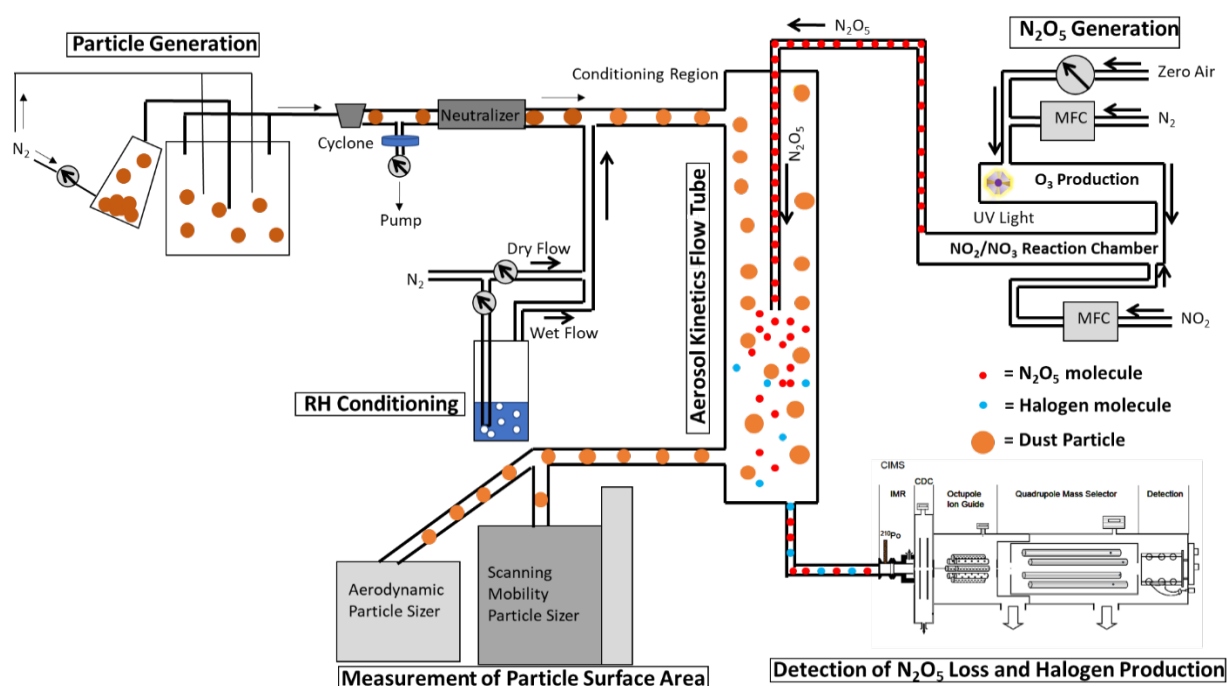 Particle Generation
N₂
Cyclone
Pump
Neutralizer
Conditioning Region
N₂O₅
N₂O₅
N₂O₅ Generation
Zero Air
MFC
N₂
O₃ Production
UV Light
NO₂/NO₃ Reaction Chamber
MFC
NO₂
Dry Flow
N₂
Wet Flow
RH Conditioning
Aerosol Kinetics Flow Tube
= N₂O₅ molecule
= Halogen molecule
= Dust Particle
Aerodynamic
Particle Sizer
Scanning
Mobility
Particle Sizer
Measurement of Particle Surface Area
CIMS
IMR
CDC
Octupole
Ion Guide
Quadrupole Mass Selector
Detection
²¹⁰Po
Detection of N₂O₅ Loss and Halogen Production